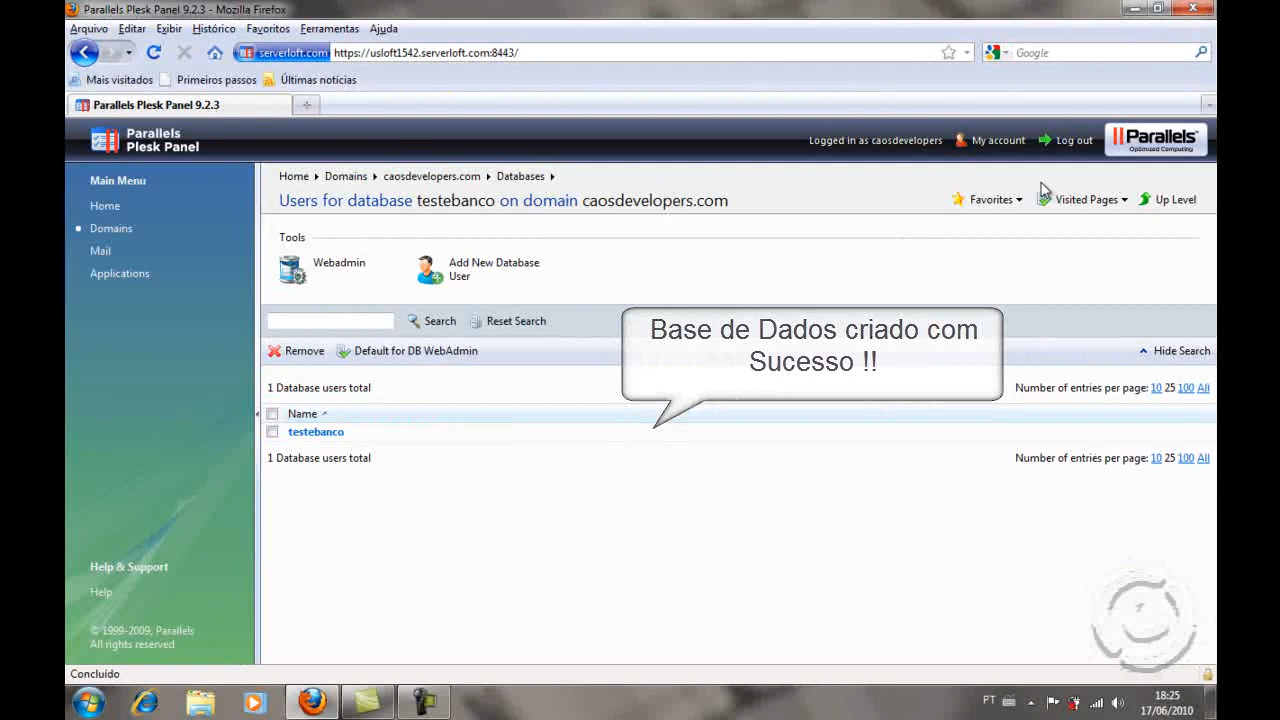 Parallels Plesk Panel 9.2.3 - Mozilla Firefox
Arquivo Editar Exibir Histórico Favoritos Ferramentas Ajuda
serverloft.com https://usloft1542.serverloft.com:8443/ Google
Mais visitados Primeiros passos Últimas notícias
Parallels Plesk Panel 9.2.3
Parallels
Plesk Panel
Logged in as caosdevelopers My account Log out
Parallels
Optimized Computing
Main Menu
Home
Domains
Mail
Applications
Help & Support
Help
© 1999-2009, Parallels
All rights reserved
Home Domains caosdevelopers.com Databases
Users for database testebanco on domain caosdevelopers.com
Favorites Visited Pages Up Level
Tools
Webadmin
Add New Database
User
Search Reset Search
Base de Dados criado com
Sucesso !!
Remove Default for DB WebAdmin Hide Search
1 Database users total Number of entries per page: 10 25 100 All
Name
testebanco
1 Database users total Number of entries per page: 10 25 100 All
Concluído
PT 18:25
17/06/2010